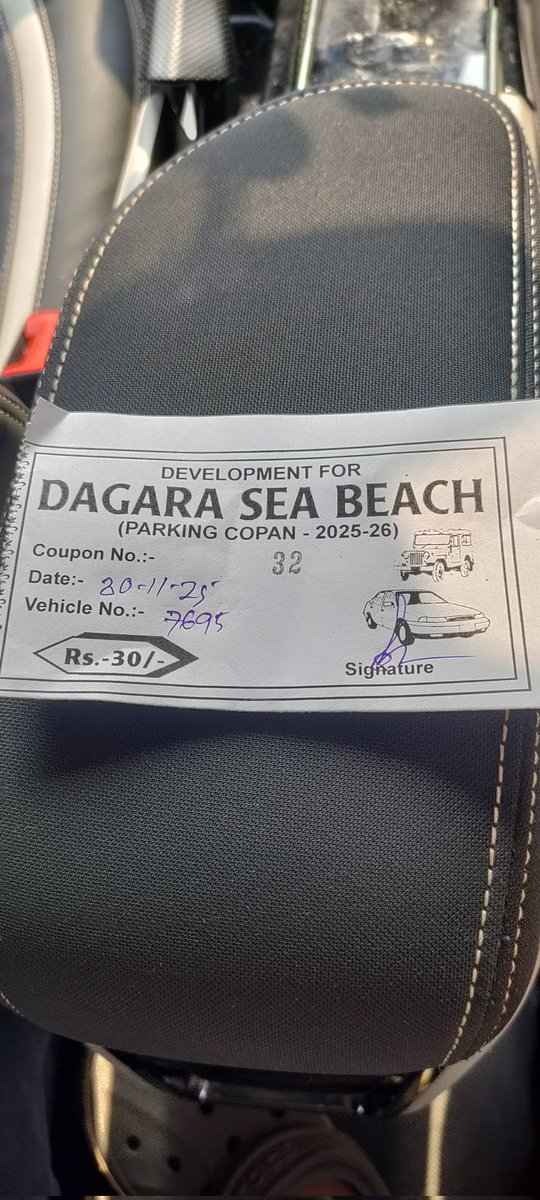 DEVELOPMENT FOR
DAGARA SEA BEACH
(PARKING COPAN - 2025-26)
Coupon No.:- 32
Date:- 30-11-25
Vehicle No.:- 7695
Rs.-30/-
Signature